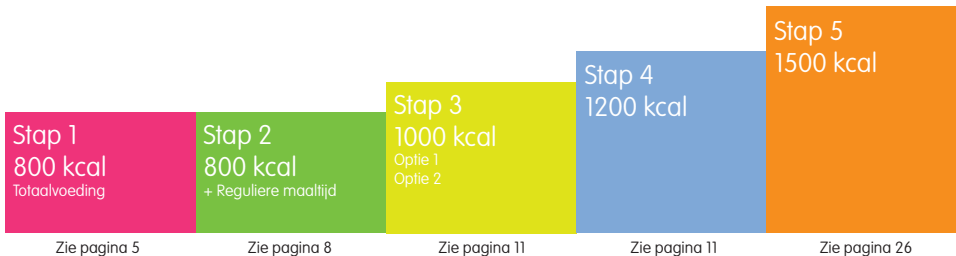 Stap 1
800 kcal
Totaalvoeding
Zie pagina 5
Stap 2
800 kcal
+ Reguliere maaltijd
Zie pagina 8
Stap 3
1000 kcal
Optie 1
Optie 2
Zie pagina 11
Stap 4
1200 kcal
Zie pagina 11
Stap 5
1500 kcal
Zie pagina 26